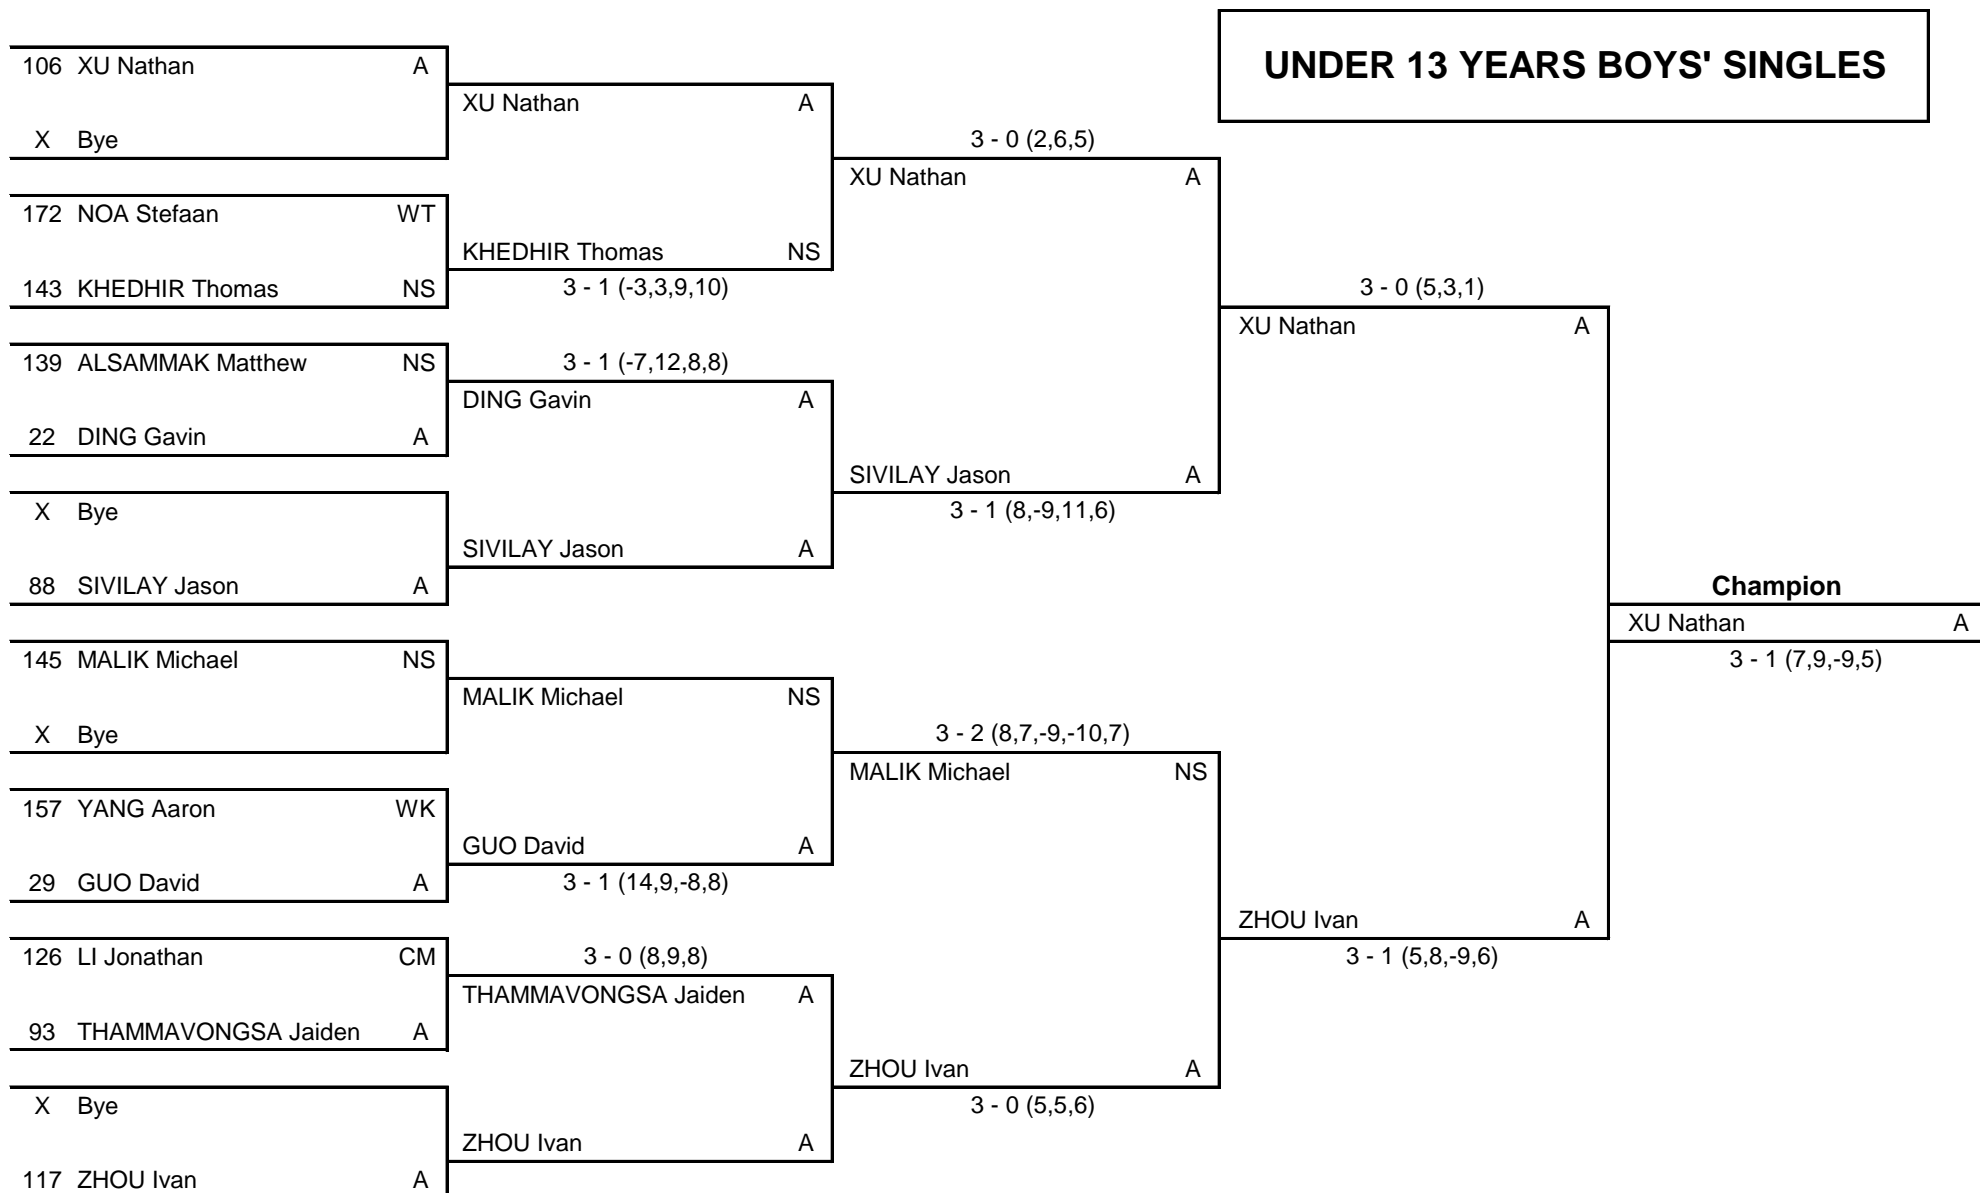 UNDER 13 YEARS BOYS' SINGLES
106 XU Nathan A
XU Nathan A
X Bye
3 - 0 (2,6,5)
XU Nathan A
172 NOA Stefaan WT
KHEDHIR Thomas NS
143 KHEDHIR Thomas NS
3 - 1 (-3,3,9,10)
3 - 0 (5,3,1)
XU Nathan A
139 ALSAMMAK Matthew NS
3 - 1 (-7,12,8,8)
DING Gavin A
22 DING Gavin A
SIVILAY Jason A
X Bye
3 - 1 (8,-9,11,6)
SIVILAY Jason A
88 SIVILAY Jason A
Champion
XU Nathan A
145 MALIK Michael NS
3 - 1 (7,9,-9,5)
MALIK Michael NS
X Bye
3 - 2 (8,7,-9,-10,7)
MALIK Michael NS
157 YANG Aaron WK
GUO David A
29 GUO David A
3 - 1 (14,9,-8,8)
ZHOU Ivan A
126 LI Jonathan CM
3 - 0 (8,9,8)
3 - 1 (5,8,-9,6)
THAMMAVONGSA Jaiden A
93 THAMMAVONGSA Jaiden A
ZHOU Ivan A
X Bye
3 - 0 (5,5,6)
ZHOU Ivan A
117 ZHOU Ivan A